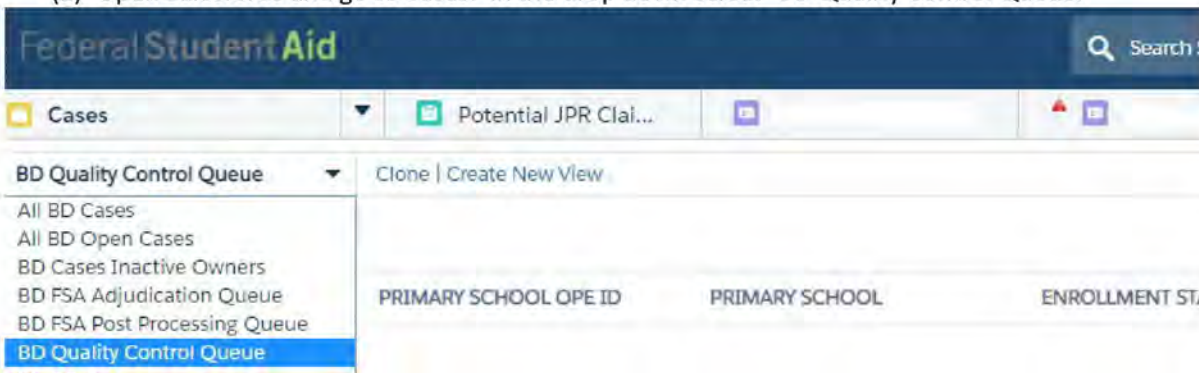 Federal Student Aid
Search
Cases
Potential JPR Clai...
BD Quality Control Queue
Clone | Create New View
All BD Cases
All BD Open Cases
BD Cases Inactive Owners
BD FSA Adjudication Queue
BD FSA Post Processing Queue
BD Quality Control Queue
PRIMARY SCHOOL OPE ID
PRIMARY SCHOOL
ENROLLMENT STA